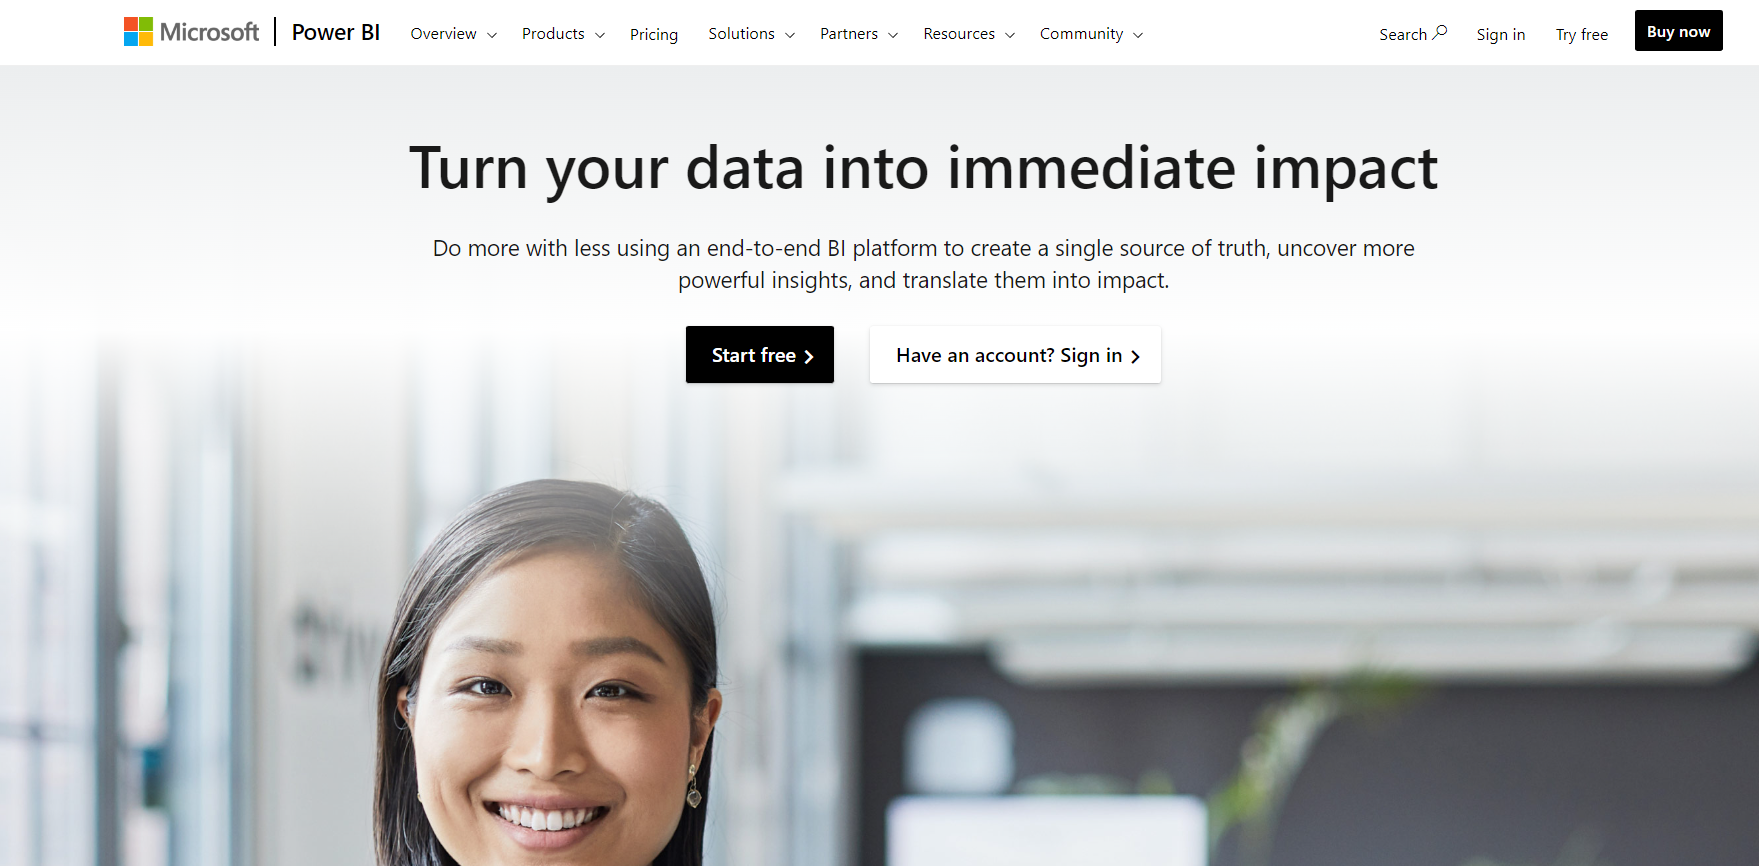 Microsoft Power BI Overview Products Pricing Solutions Partners Resources Community Search Sign in Try free Buy now
Turn your data into immediate impact
Do more with less using an end-to-end BI platform to create a single source of truth, uncover more
powerful insights, and translate them into impact.
Start free Have an account? Sign in